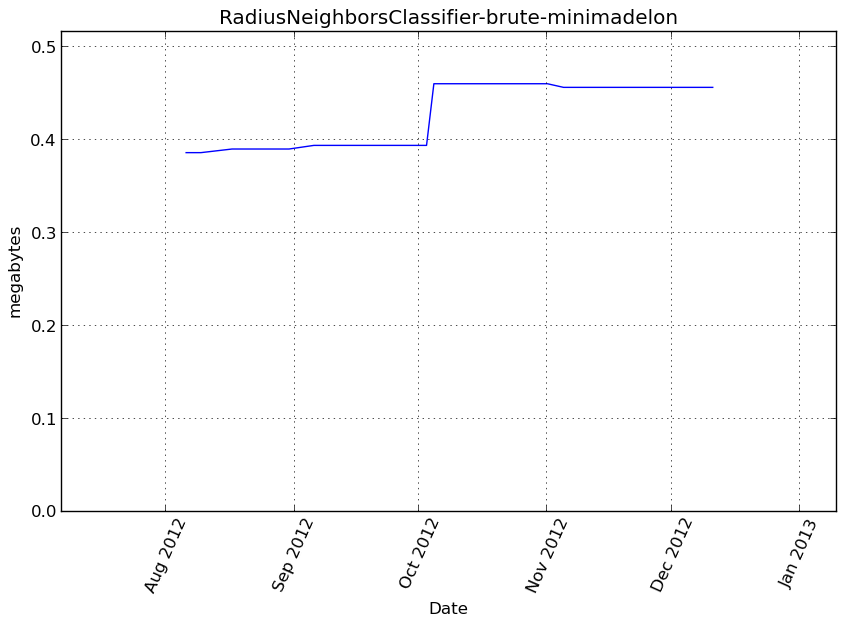 RadiusNeighborsClassifier-brute-minimadelon
0.5
0.4
0.3
0.2
0.1
0.0
megabytes
Aug 2012
Sep 2012
Oct 2012
Nov 2012
Dec 2012
Jan 2013
Date